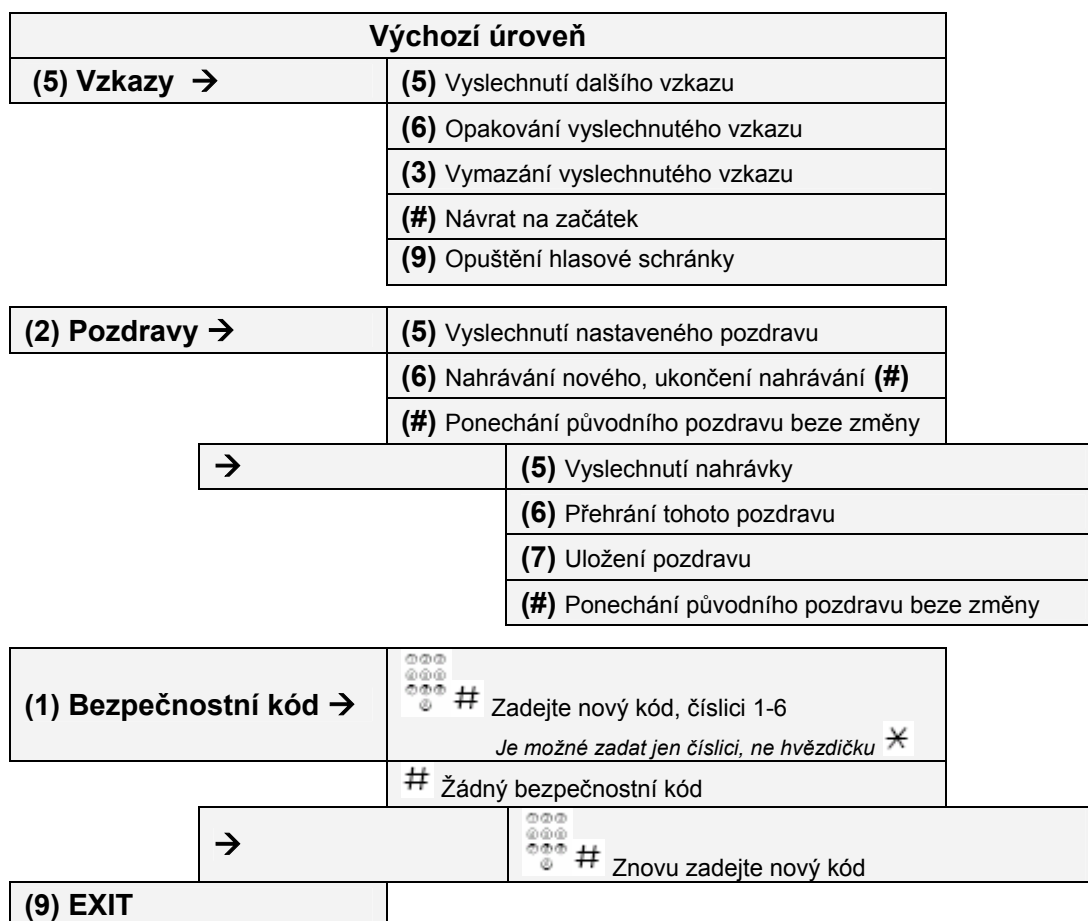 Výchozí úroveň
(5) Vzkazy → (5) Vyslechnutí dalšího vzkazu
(6) Opakování vyslechnutého vzkazu
(3) Vymazání vyslechnutého vzkazu
(#) Návrat na začátek
(9) Opuštění hlasové schránky
(2) Pozdravy → (5) Vyslechnutí nastaveného pozdravu
(6) Nahrávání nového, ukončení nahrávání (#)
(#) Ponechání původního pozdravu beze změny
→ (5) Vyslechnutí nahrávky
(6) Přehrání tohoto pozdravu
(7) Uložení pozdravu
(#) Ponechání původního pozdravu beze změny
(1) Bezpečnostní kód → # Zadejte nový kód, číslici 1-6
Je možné zadat jen číslici, ne hvězdičku *
# Žádný bezpečnostní kód
→ # Znovu zadejte nový kód
(9) EXIT